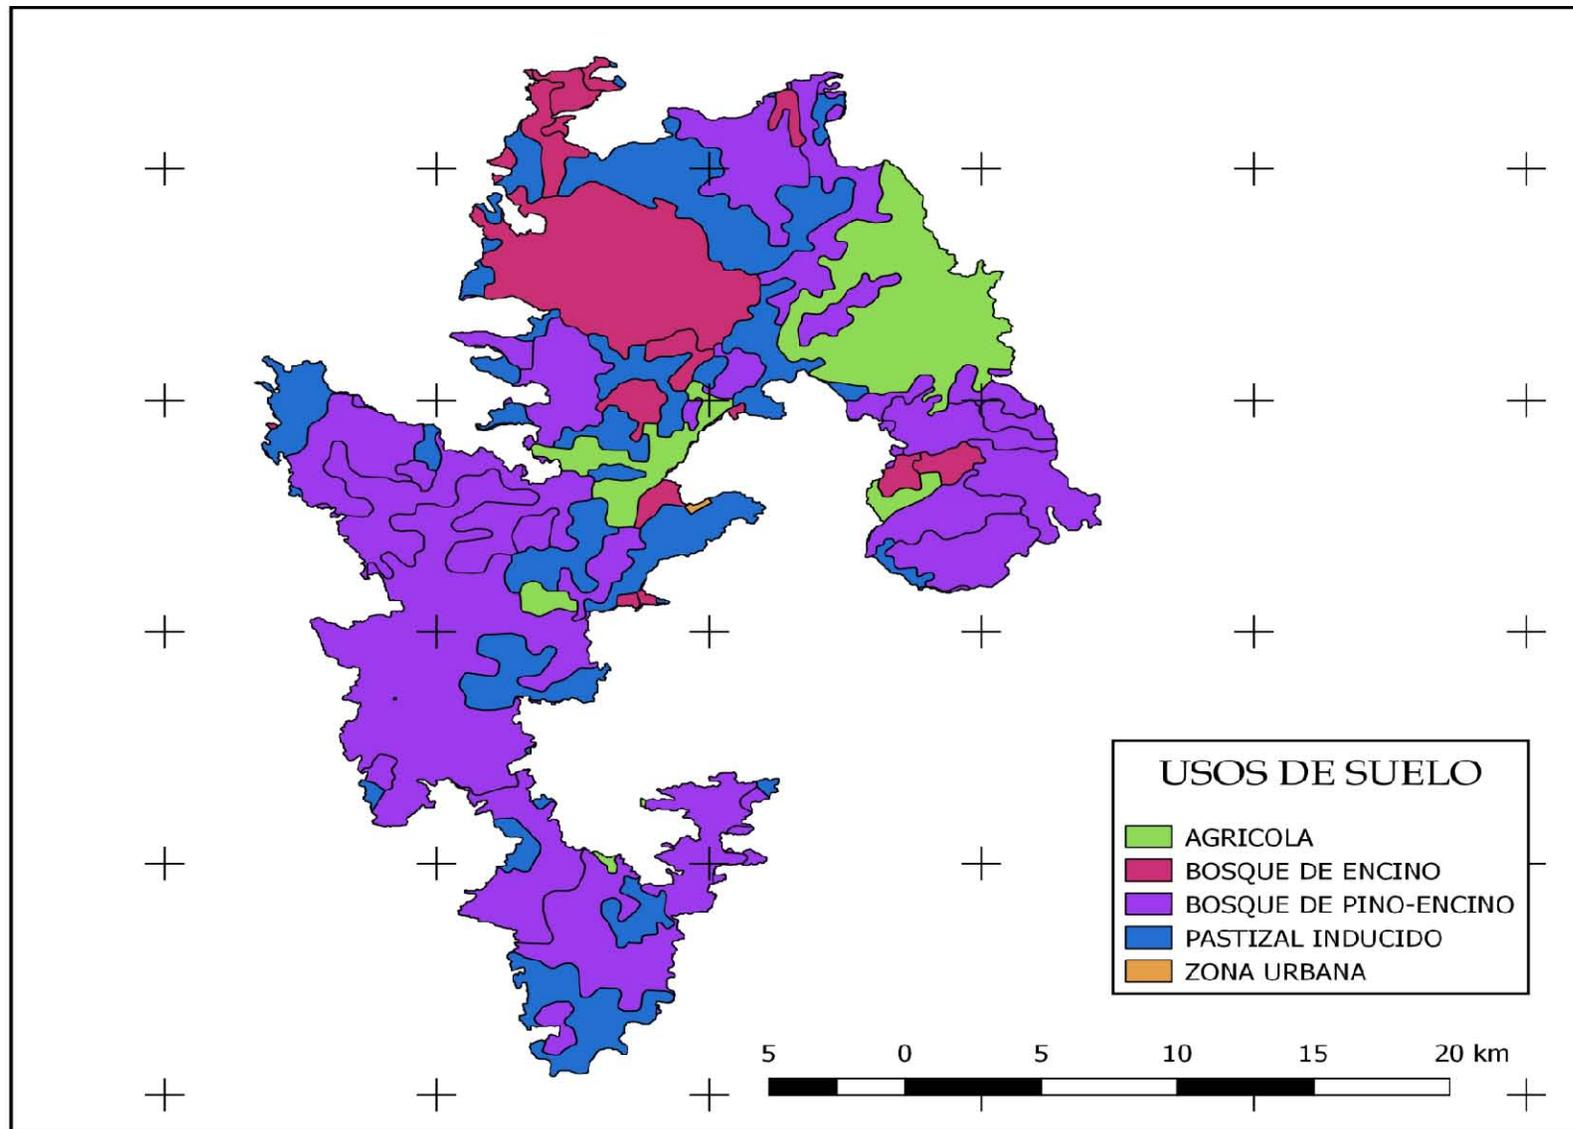 USOS DE SUELO
AGRICOLA
BOSQUE DE ENCINO
BOSQUE DE PINO-ENCINO
PASTIZAL INDUCIDO
ZONA URBANA
5 0 5 10 15 20 km